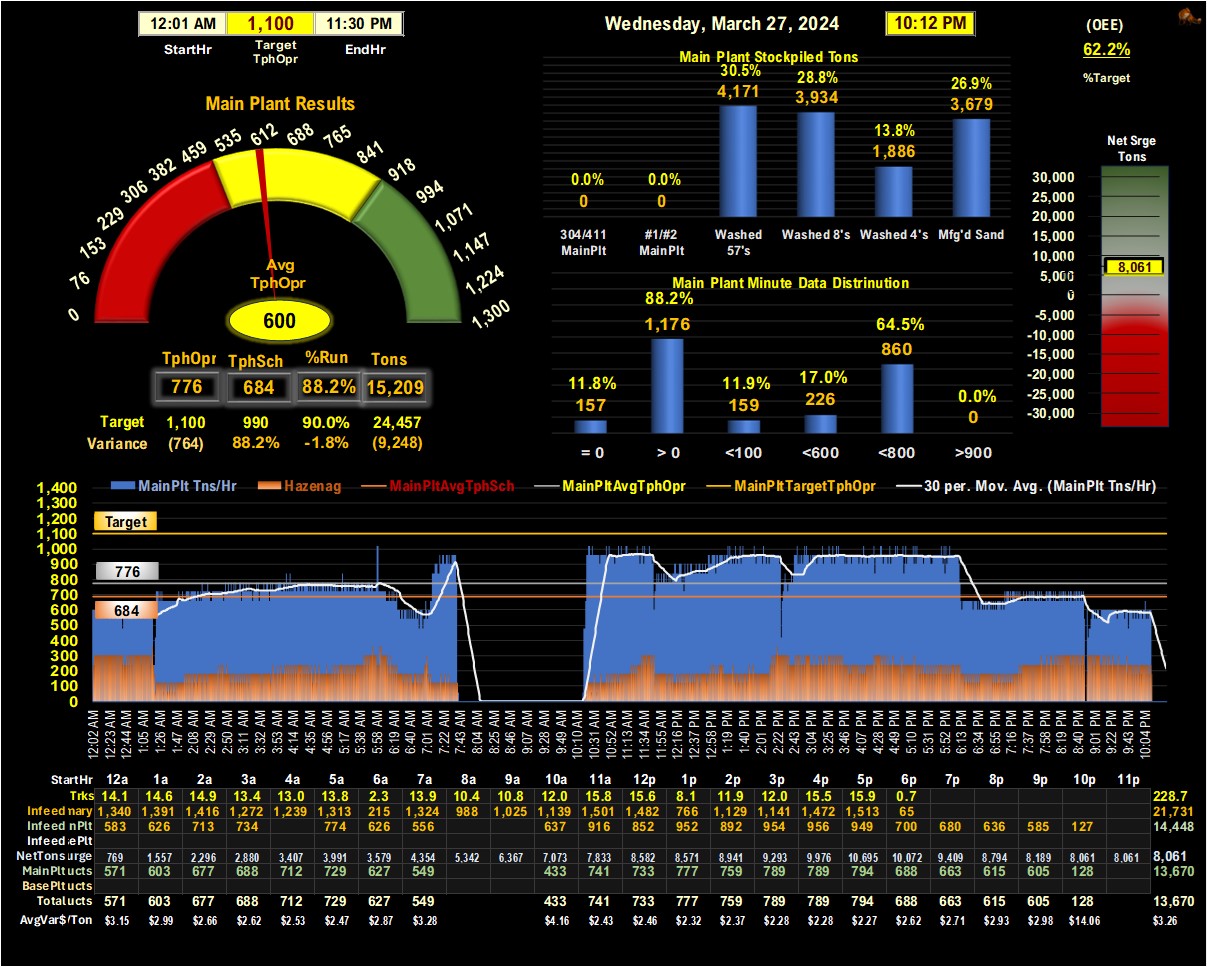 12:01 AM 1,100 11:30 PM
StartHr Target TphOpr EndHr
Wednesday, March 27, 2024 10:12 PM
(OEE)
62.2%
%Target
Main Plant Results
0 76 153 229 306 382 459 535 612 688 765 841 918 994 1,071 1,147 1,224 1,300
Avg
TphOpr
600
TphOpr TphSch %Run Tons
776 684 88.2% 15,209
Target 1,100 990 90.0% 24,457
Variance (764) 88.2% -1.8% (9,248)
Main Plant Stockpiled Tons
0.0% 0.0% 30.5% 28.8% 13.8% 26.9%
0 0 4,171 3,934 1,886 3,679
304/411 MainPlt #1/#2 MainPlt Washed 57's Washed 8's Washed 4's Mfg'd Sand
Main Plant Minute Data Distrinution
11.8% 88.2% 11.9% 17.0% 64.5% 0.0%
157 1,176 159 226 860 0
= 0 > 0 <100 <600 <800 >900
Net Srge
Tons
30,000
25,000
20,000
15,000
10,000
8,061
5,000
0
-5,000
-10,000
-15,000
-20,000
-25,000
-30,000
MainPlt Tns/Hr Hazenag MainPltAvgTphSch MainPltAvgTphOpr MainPltTargetTphOpr 30 per. Mov. Avg. (MainPlt Tns/Hr)
1,400
1,300
1,200
1,100
1,000
900
800
700
600
500
400
300
200
100
0
Target
776
684
12:02 AM 12:23 AM 12:44 AM 1:05 AM 1:26 AM 1:47 AM 2:08 AM 2:29 AM 2:50 AM 3:11 AM 3:32 AM 3:53 AM 4:14 AM 4:35 AM 4:56 AM 5:17 AM 5:38 AM 5:58 AM 6:19 AM 6:40 AM 7:01 AM 7:22 AM 7:43 AM 8:04 AM 8:25 AM 8:46 AM 9:07 AM 9:28 AM 9:49 AM 10:10 AM 10:31 AM 10:52 AM 11:13 AM 11:34 AM 11:55 AM 12:16 PM 12:37 PM 12:58 PM 1:19 PM 1:40 PM 2:01 PM 2:22 PM 2:43 PM 3:04 PM 3:25 PM 3:46 PM 4:07 PM 4:28 PM 4:49 PM 5:10 PM 5:31 PM 5:52 PM 6:13 PM 6:34 PM 6:55 PM 7:16 PM 7:37 PM 7:58 PM 8:19 PM 8:40 PM 9:01 PM 9:22 PM 9:43 PM 10:04 PM
StartHr 12a 1a 2a 3a 4a 5a 6a 7a 8a 9a 10a 11a 12p 1p 2p 3p 4p 5p 6p 7p 8p 9p 10p 11p
Trks 14.1 14.6 14.9 13.4 13.0 13.8 2.3 13.9 10.4 10.8 12.0 15.8 15.6 8.1 11.9 12.0 15.5 15.9 0.7 228.7
Infeed nary 1,340 1,391 1,416 1,272 1,239 1,313 215 1,324 988 1,025 1,139 1,501 1,482 766 1,129 1,141 1,472 1,513 65 21,731
Infeed nPlt 583 626 713 734 774 626 556 637 916 852 952 892 954 956 949 700 680 636 585 127 14,448
Infeed ePlt
NetTons urge 769 1,557 2,296 2,880 3,407 3,991 3,579 4,354 5,342 6,367 7,073 7,833 8,582 8,571 8,941 9,293 9,976 10,695 10,072 9,409 8,794 8,189 8,061 8,061 8,061
MainPlt ucts 571 603 677 688 712 729 627 549 433 741 733 777 759 789 789 794 688 663 615 605 128 13,670
BasePlt ucts
Total ucts 571 603 677 688 712 729 627 549 433 741 733 777 759 789 789 794 688 663 615 605 128 13,670
AvgVar$/Ton $3.15 $2.99 $2.66 $2.62 $2.53 $2.47 $2.87 $3.28 $4.16 $2.43 $2.46 $2.32 $2.37 $2.28 $2.28 $2.27 $2.62 $2.71 $2.93 $2.98 $14.06 $3.26